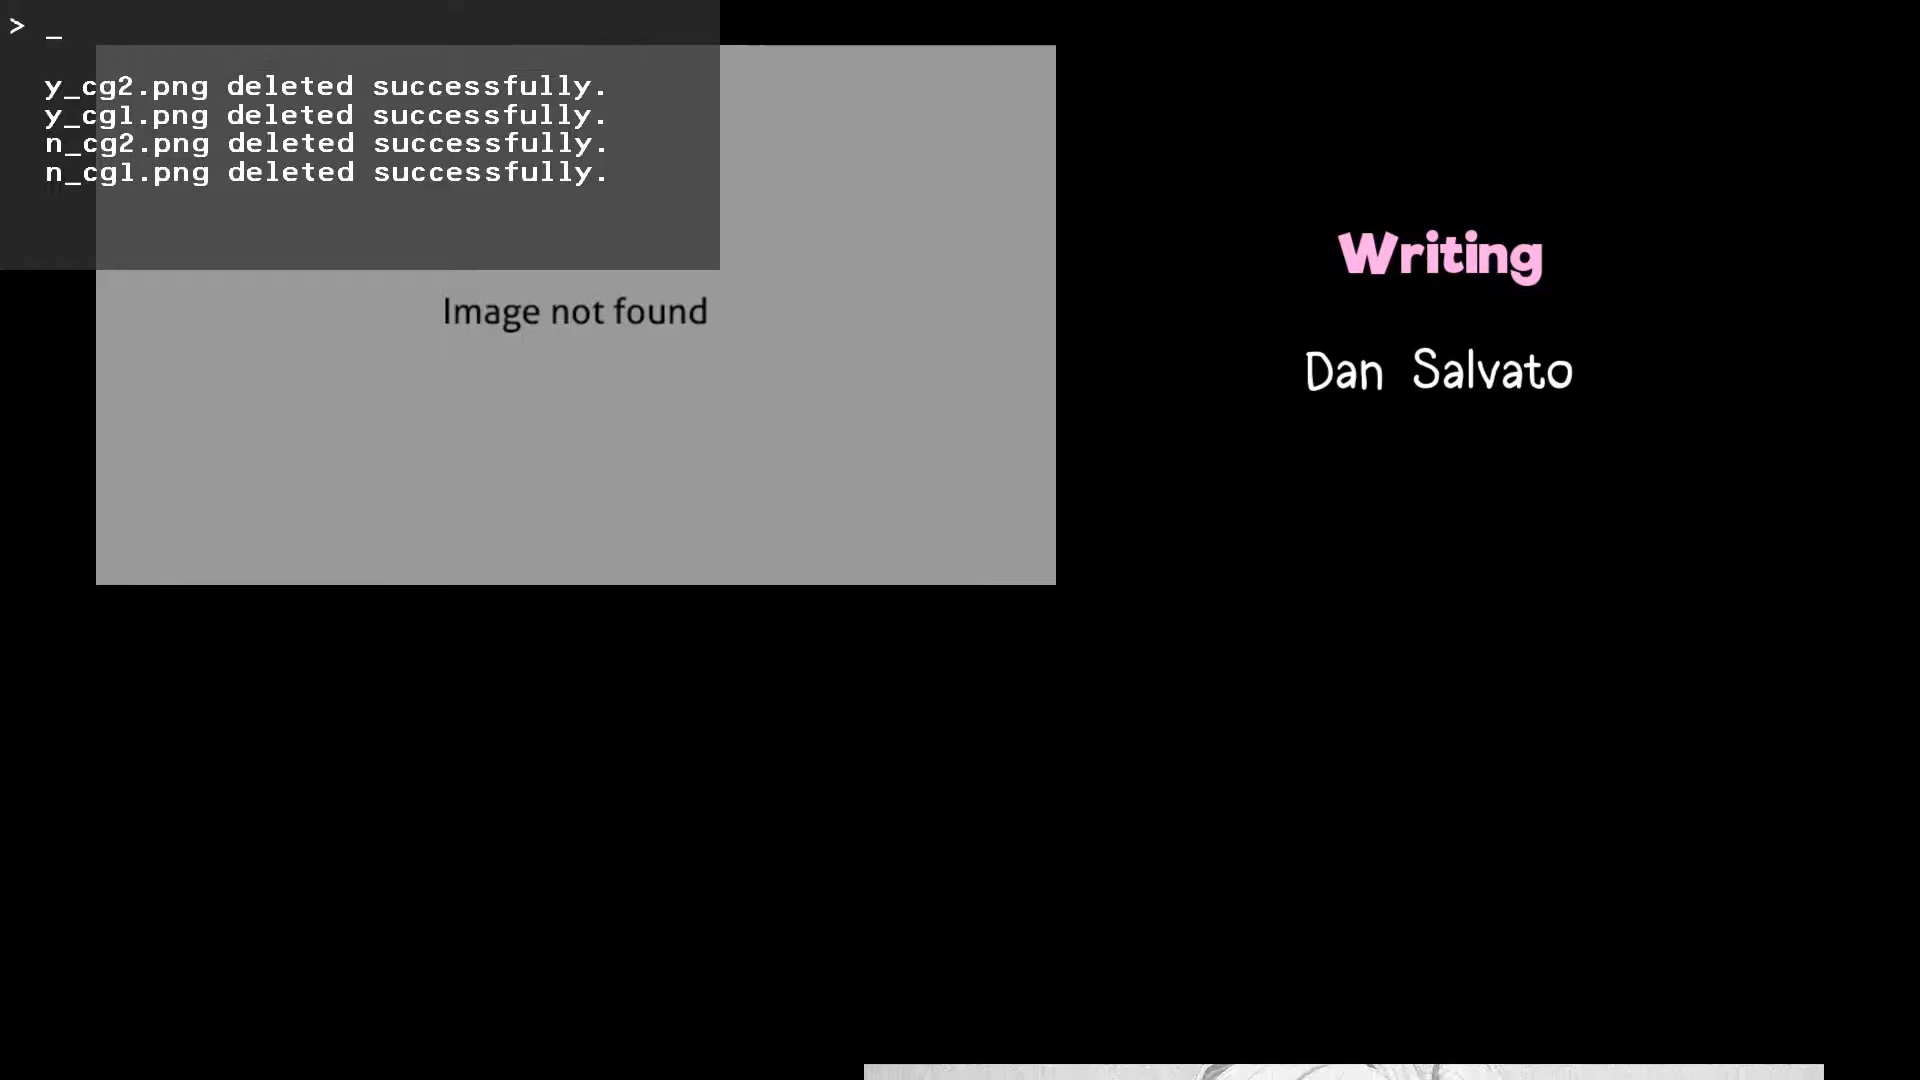 > _
y_cg2.png deleted successfully.
y_cg1.png deleted successfully.
n_cg2.png deleted successfully.
n_cg1.png deleted successfully.
Image not found
Writing
Dan Salvato